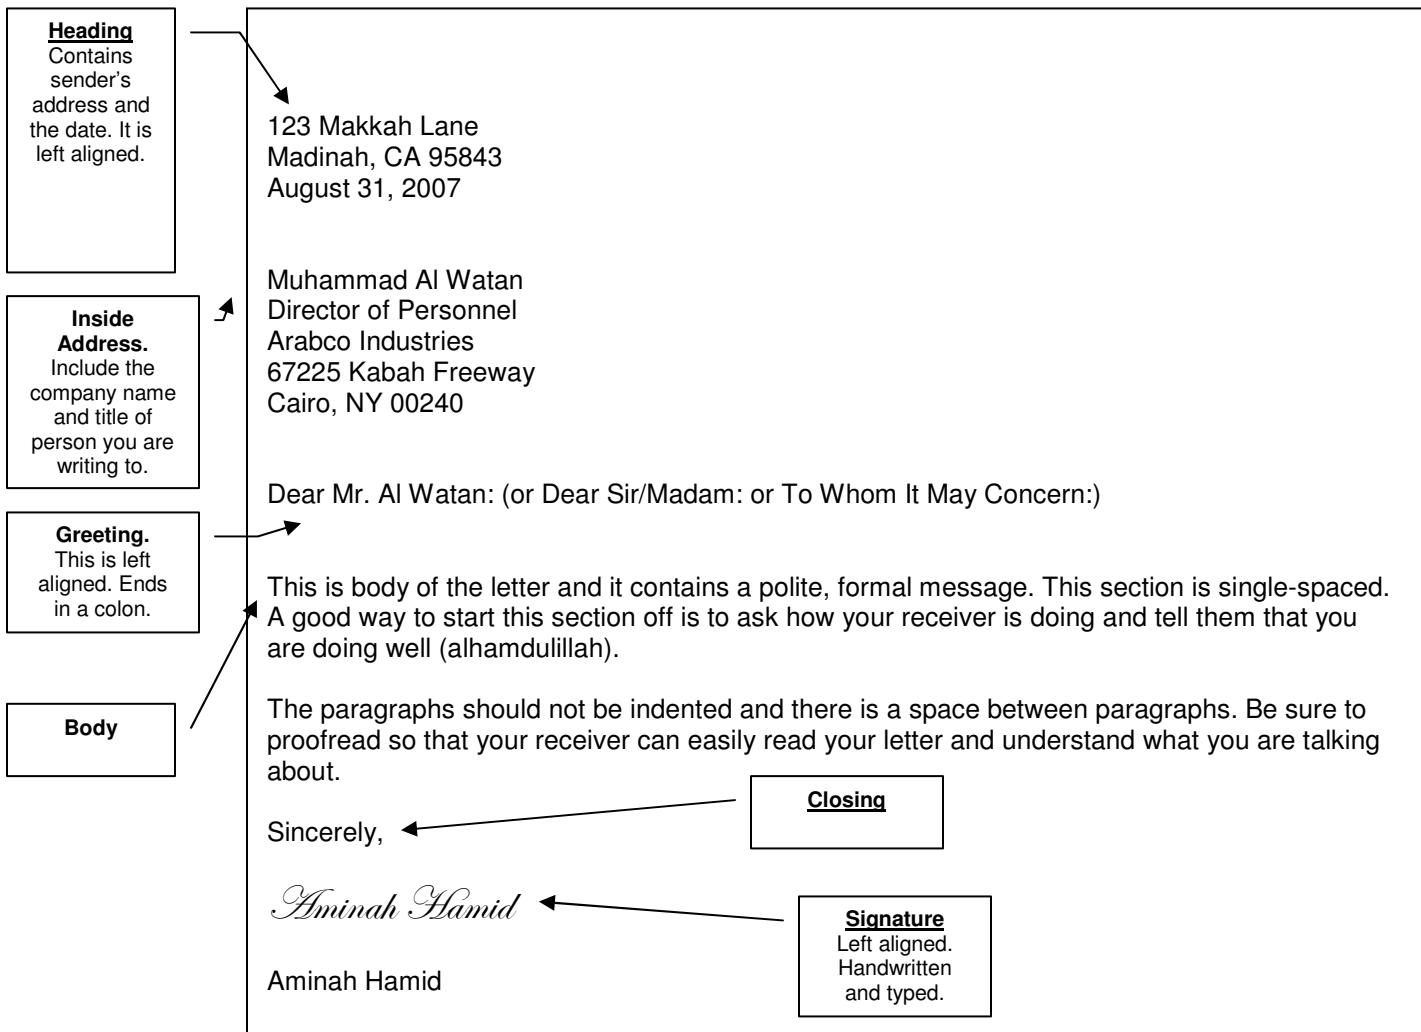 Heading
Contains
sender's
address and
the date. It is
left aligned.
123 Makkah Lane
Madinah, CA 95843
August 31, 2007
Inside
Address.
Include the
company name
and title of
person you are
writing to.
Muhammad Al Watan
Director of Personnel
Arabco Industries
67225 Kabah Freeway
Cairo, NY 00240
Greeting.
This is left
aligned. Ends
in a colon.
Dear Mr. Al Watan: (or Dear Sir/Madam: or To Whom It May Concern:)
Body
This is body of the letter and it contains a polite, formal message. This section is single-spaced.
A good way to start this section off is to ask how your receiver is doing and tell them that you
are doing well (alhamdulillah).
The paragraphs should not be indented and there is a space between paragraphs. Be sure to
proofread so that your receiver can easily read your letter and understand what you are talking
about.
Closing
Sincerely,
Aminah Hamid
Signature
Left aligned.
Handwritten
and typed.
Aminah Hamid